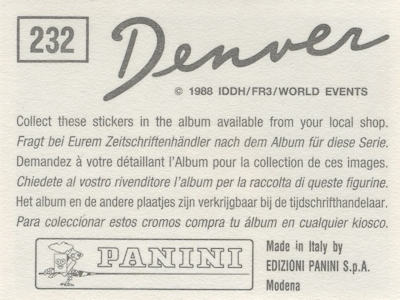 232
Denver
© 1988 IDDH/FR3/WORLD EVENTS
Collect these stickers in the album available from your local shop.
Fragt bei Eurem Zeitschriftenhändler nach dem Album für diese Serie.
Demandez à votre détaillant l'Album pour la collection de ces images.
Chiedete al vostro rivenditore l'album per la raccolta di queste figurine.
Het album en de andere plaatjes zijn verkrijgbaar bij de tijdschrifthandelaar.
Para coleccionar estos cromos compra tu álbum en cualquier kiosco.
PANINI
Made in Italy by
EDIZIONI PANINI S.p.A.
Modena